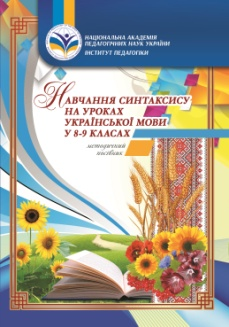 НАЦІОНАЛЬНА АКАДЕМІЯ
ПЕДАГОГІЧНИХ НАУК УКРАЇНИ
ІНСТИТУТ ПЕДАГОГІКИ
НАВЧАННЯ СИНТАКСИСУ
НА УРОКАХ
УКРАЇНСЬКОЇ МОВИ
У 8-9 КЛАСАХ
методичний
посібник